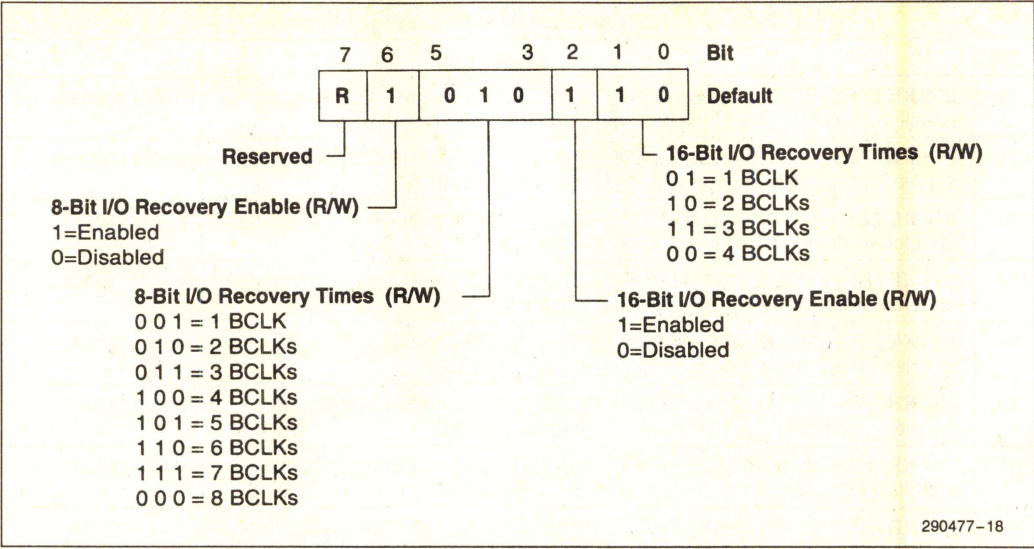 7 6 5 3 2 1 0 Bit
R 1 0 1 0 1 1 0 Default
Reserved
16-Bit I/O Recovery Times (R/W)
0 1 = 1 BCLK
1 0 = 2 BCLKs
1 1 = 3 BCLKs
0 0 = 4 BCLKs
8-Bit I/O Recovery Enable (R/W)
1=Enabled
0=Disabled
8-Bit I/O Recovery Times (R/W)
0 0 1 = 1 BCLK
0 1 0 = 2 BCLKs
0 1 1 = 3 BCLKs
1 0 0 = 4 BCLKs
1 0 1 = 5 BCLKs
1 1 0 = 6 BCLKs
1 1 1 = 7 BCLKs
0 0 0 = 8 BCLKs
16-Bit I/O Recovery Enable (R/W)
1=Enabled
0=Disabled
290477-18